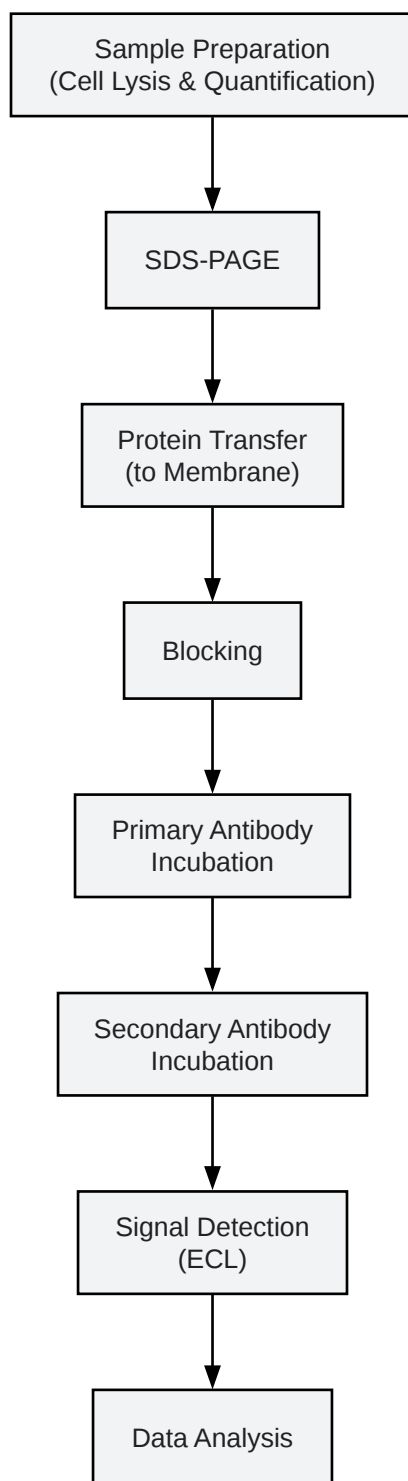 Sample Preparation
(Cell Lysis & Quantification)
SDS-PAGE
Protein Transfer
(to Membrane)
Blocking
Primary Antibody
Incubation
Secondary Antibody
Incubation
Signal Detection
(ECL)
Data Analysis